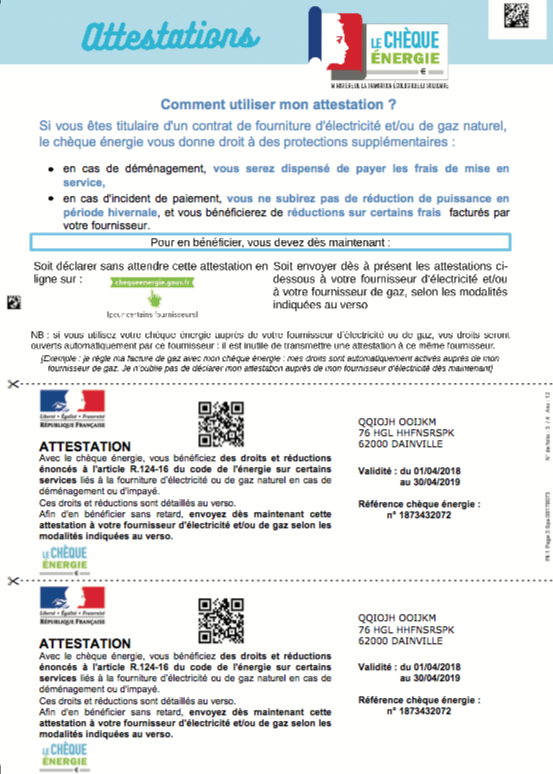 Attestations
LE CHÈQUE
ÉNERGIE
€
Comment utiliser mon attestation ?
Si vous êtes titulaire d'un contrat de fourniture d'électricité et/ou de gaz naturel,
le chèque énergie vous donne droit à des protections supplémentaires :
• en cas de déménagement, vous serez dispensé de payer les frais de mise en
service,
• en cas d'incident de paiement, vous ne subirez pas de réduction de puissance en
période hivernale, et vous bénéficierez de réductions sur certains frais facturés par
votre fournisseur.
Pour en bénéficier, vous devez dès maintenant :
Soit déclarer sans attendre cette attestation en
ligne sur :
chequeenergie.gouv.fr
(pour certains fournisseurs)
Soit envoyer dès à présent les attestations ci-
dessous à votre fournisseur d'électricité et/ou
à votre fournisseur de gaz, selon les modalités
indiquées au verso
NB : si vous utilisez votre chèque énergie auprès de votre fournisseur d'électricité ou de gaz, vos droits seront
ouverts automatiquement par ce fournisseur : il est inutile de transmettre une attestation à ce même fournisseur.
(Exemple : je règle ma facture de gaz avec mon chèque énergie : mes droits sont automatiquement activés auprès de mon
fournisseur de gaz. Je n'oublie pas de déclarer mon attestation auprès de mon fournisseur d'électricité dès maintenant)
Liberté • Égalité • Fraternité
RÉPUBLIQUE FRANÇAISE
ATTESTATION
Avec le chèque énergie, vous bénéficiez des droits et réductions
énoncés à l'article R.124-16 du code de l'énergie sur certains
services liés à la fourniture d'électricité ou de gaz naturel en cas de
déménagement ou d'impayé.
Ces droits et réductions sont détaillés au verso.
Afin d'en bénéficier sans retard, envoyez dès maintenant cette
attestation à votre fournisseur d'électricité et/ou de gaz selon les
modalités indiquées au verso.
LE CHÈQUE
ÉNERGIE
€
QQIOJH OOIJKM
76 HGL HHFNSRSPK
62000 DAINVILLE
Validité : du 01/04/2018
au 30/04/2019
Référence chèque énergie :
n° 1873432072
Liberté • Égalité • Fraternité
RÉPUBLIQUE FRANÇAISE
ATTESTATION
Avec le chèque énergie, vous bénéficiez des droits et réductions
énoncés à l'article R.124-16 du code de l'énergie sur certains
services liés à la fourniture d'électricité ou de gaz naturel en cas de
déménagement ou d'impayé.
Ces droits et réductions sont détaillés au verso.
Afin d'en bénéficier sans retard, envoyez dès maintenant cette
attestation à votre fournisseur d'électricité et/ou de gaz selon les
modalités indiquées au verso.
LE CHÈQUE
ÉNERGIE
€
QQIOJH OOIJKM
76 HGL HHFNSRSPK
62000 DAINVILLE
Validité : du 01/04/2018
au 30/04/2019
Référence chèque énergie :
n° 1873432072